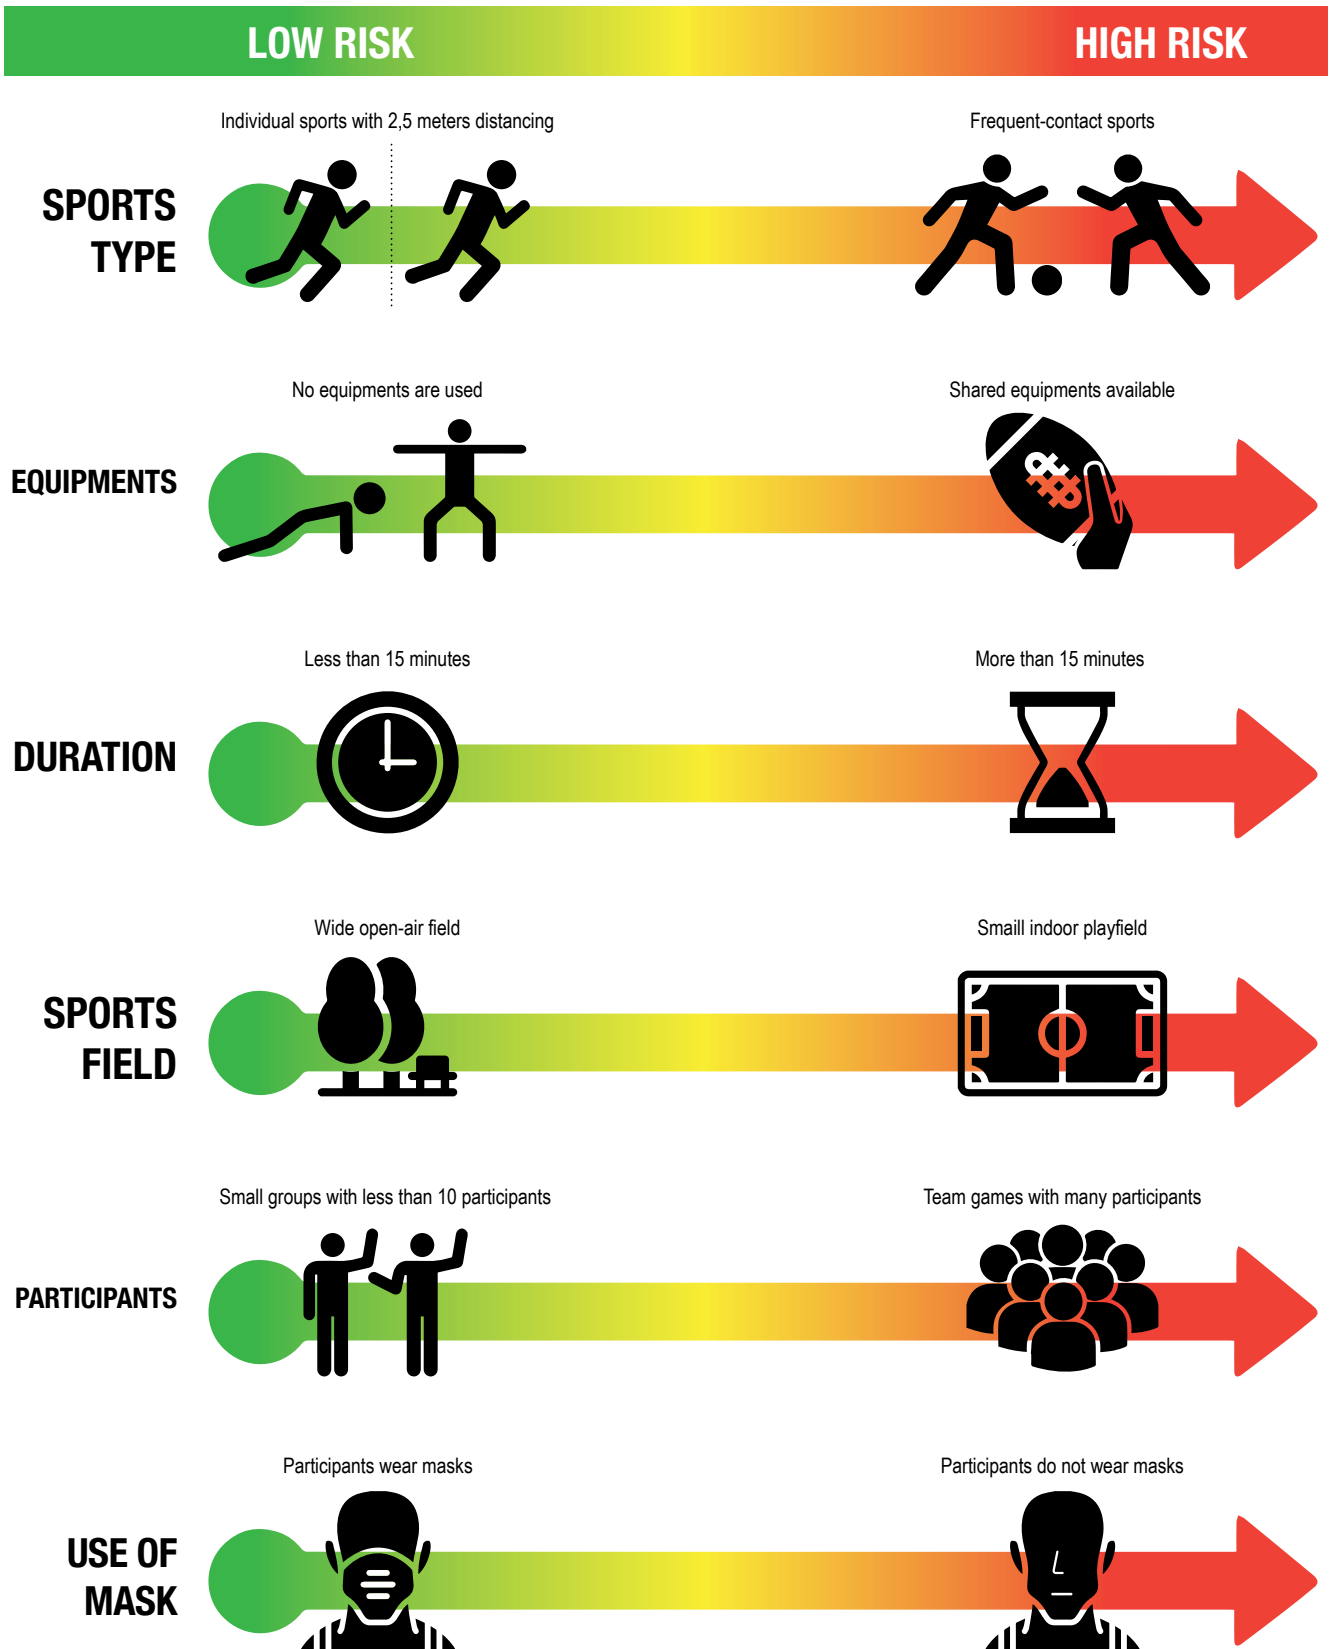 LOW RISK
HIGH RISK
Individual sports with 2,5 meters distancing
Frequent-contact sports
SPORTS
TYPE
No equipments are used
Shared equipments available
EQUIPMENTS
Less than 15 minutes
More than 15 minutes
DURATION
Wide open-air field
Smaill indoor playfield
SPORTS
FIELD
Small groups with less than 10 participants
Team games with many participants
PARTICIPANTS
Participants wear masks
Participants do not wear masks
USE OF
MASK